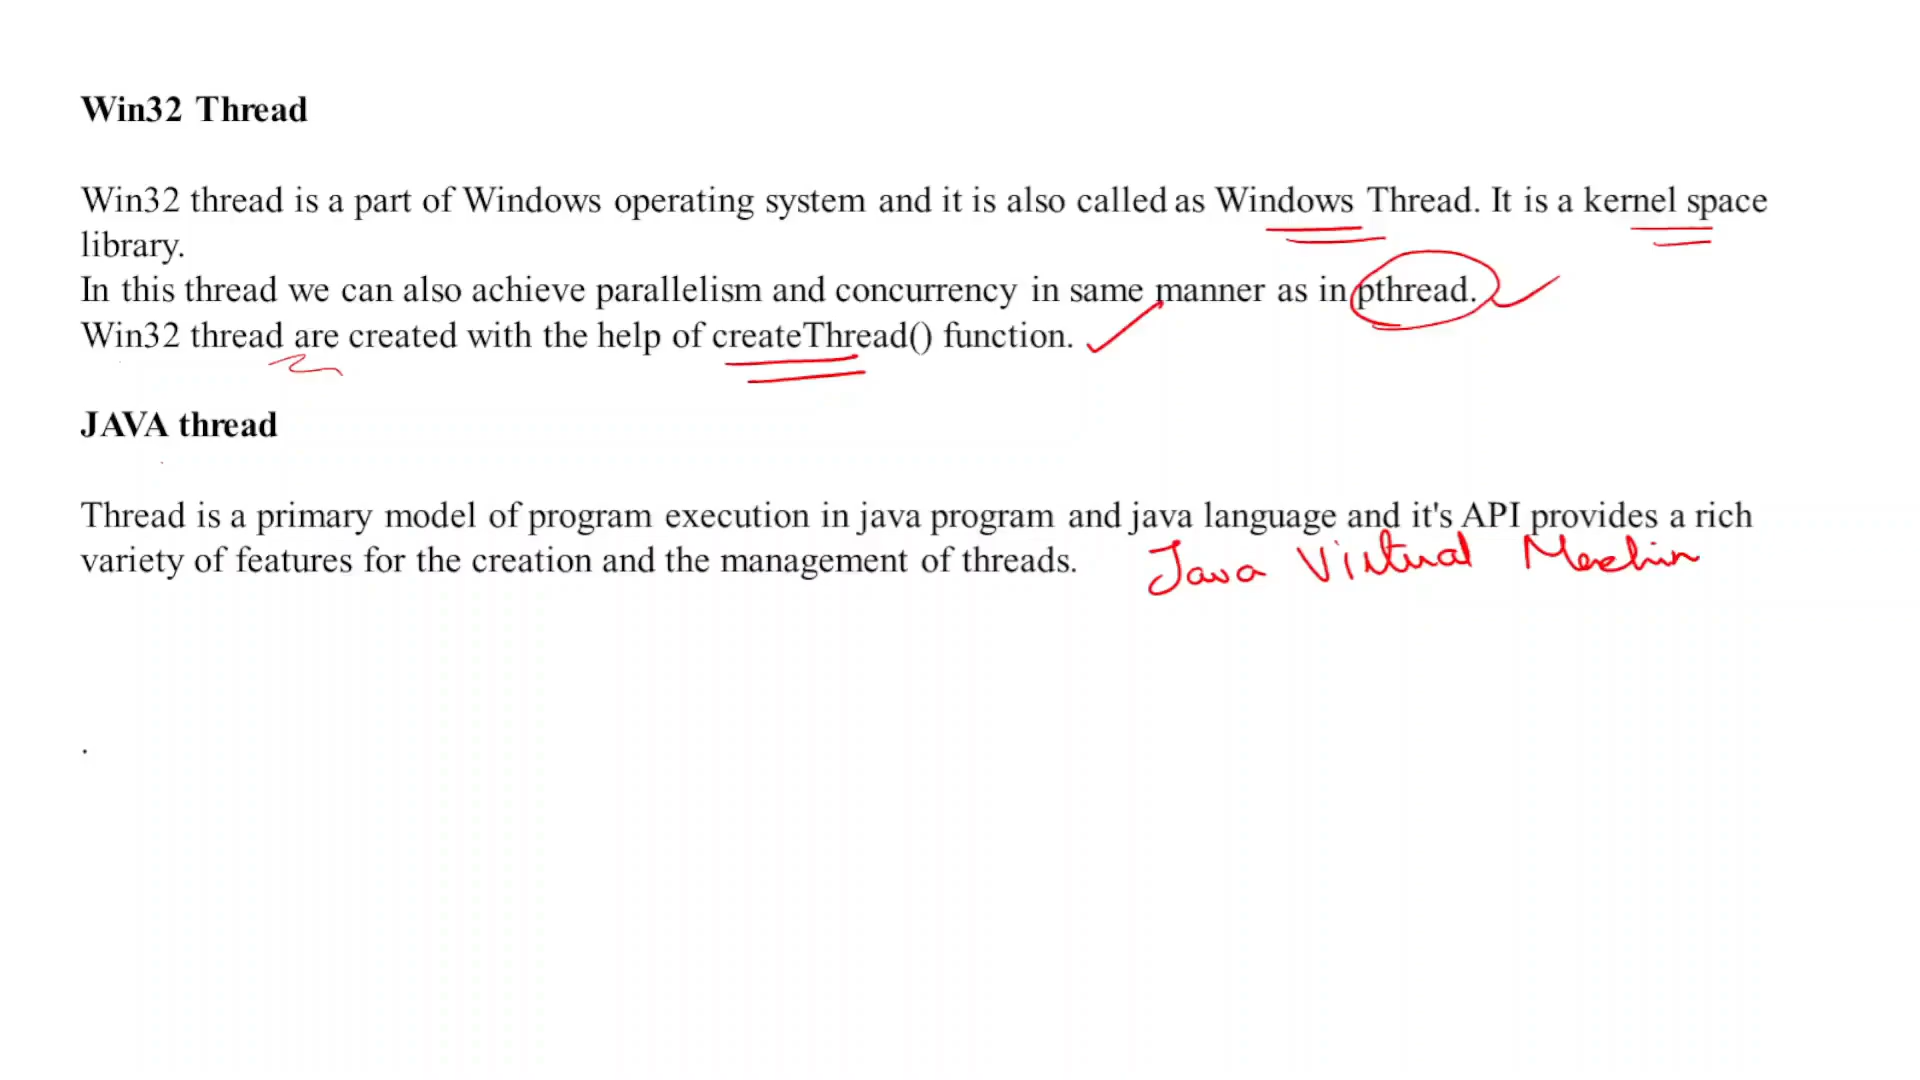 Win32 Thread
Win32 thread is a part of Windows operating system and it is also called as Windows Thread. It is a kernel space
library.
In this thread we can also achieve parallelism and concurrency in same manner as in pthread.
Win32 thread are created with the help of createThread() function.
JAVA thread
Thread is a primary model of program execution in java program and java language and it's API provides a rich
variety of features for the creation and the management of threads.
Java Virtual Machin
.